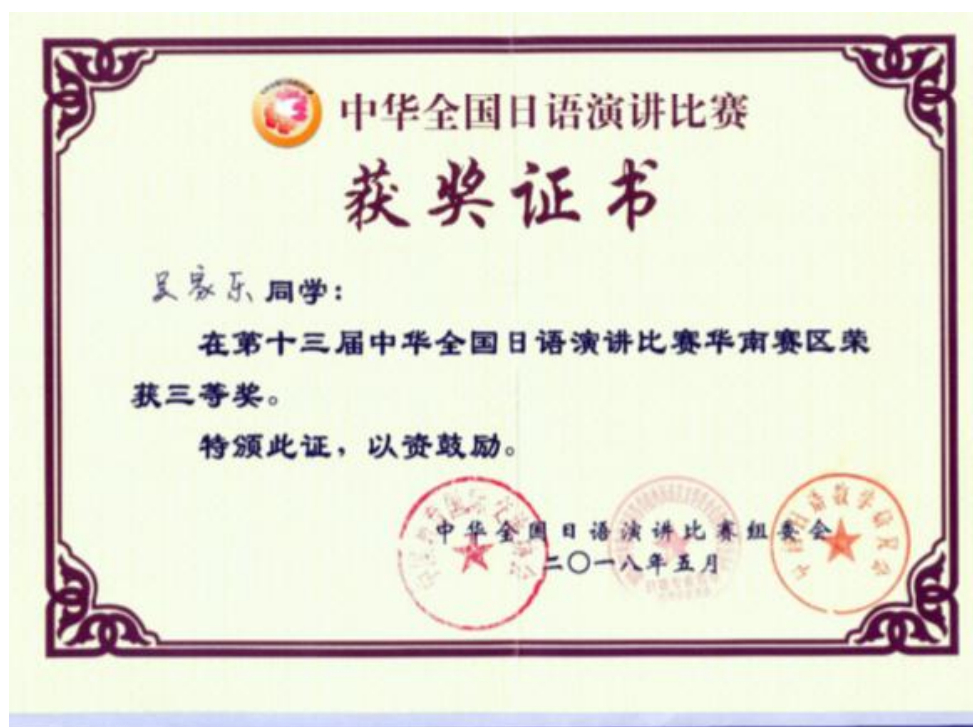 中华全国日语演讲比赛
获奖证书
吴家乐同学：
在第十三届中华全国日语演讲比赛华南赛区荣
获三等奖。
特颁此证，以资鼓励。
中华全国日语演讲比赛组委会
二〇一八年五月